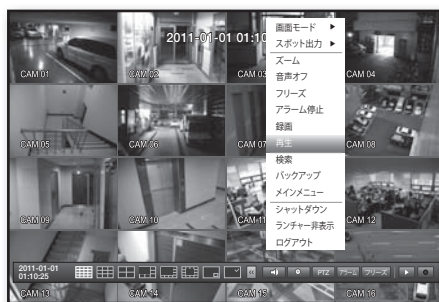 2011-01-01 01:10
画面モード ▶
スポット出力 ▶
ズーム
音声オフ
フリーズ
アラーム停止
録画
再生
検索
バックアップ
メインメニュー
シャットダウン
ランチャー非表示
ログアウト
CAM 01
CAM 02
CAM 03
CAM 04
CAM 05
CAM 06
CAM 07
CAM 08
CAM 09
CAM 10
CAM 11
CAM 12
2011-01-01
01:10:25
PTZ
アラーム
フリーズ
CAM 13
CAM 14
CAM 15
CAM 16